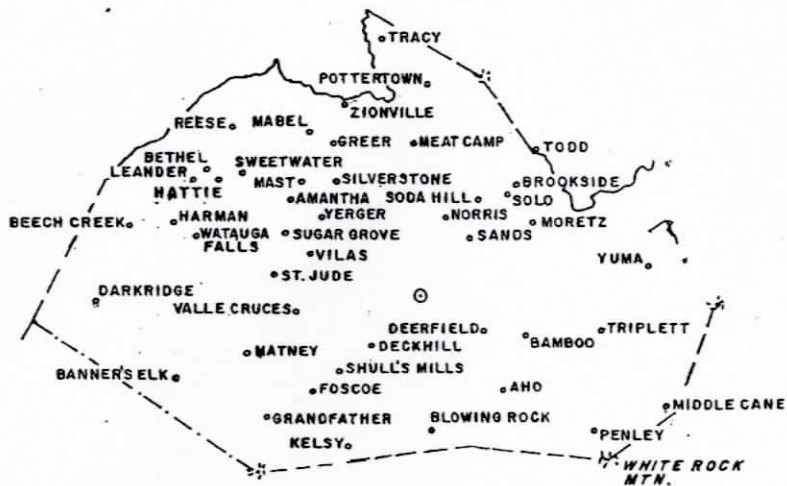 TRACY
POTTERTOWN
ZIONVILLE
REESE
MABEL
GREER
MEAT CAMP
TODD
BETHEL
SWEETWATER
LEANDER
MAST
SILVERSTONE
BROOKSIDE
HATTIE
AMANTHA
SODA HILL
SOLO
BEECH CREEK
HARMAN
YERGER
NORRIS
MORETZ
WATAUGA
FALLS
SUGAR GROVE
SANDS
VILAS
YUMA
ST. JUDE
DARKRIDGE
VALLE CRUCES
DEERFIELD
TRIPLETT
DECKHILL
BAMBOO
MATNEY
SHULL'S MILLS
BANNER'S ELK
FOSCOE
AHO
MIDDLE CANE
GRANDFATHER
BLOWING ROCK
PENLEY
KELSY
WHITE ROCK
MTN.